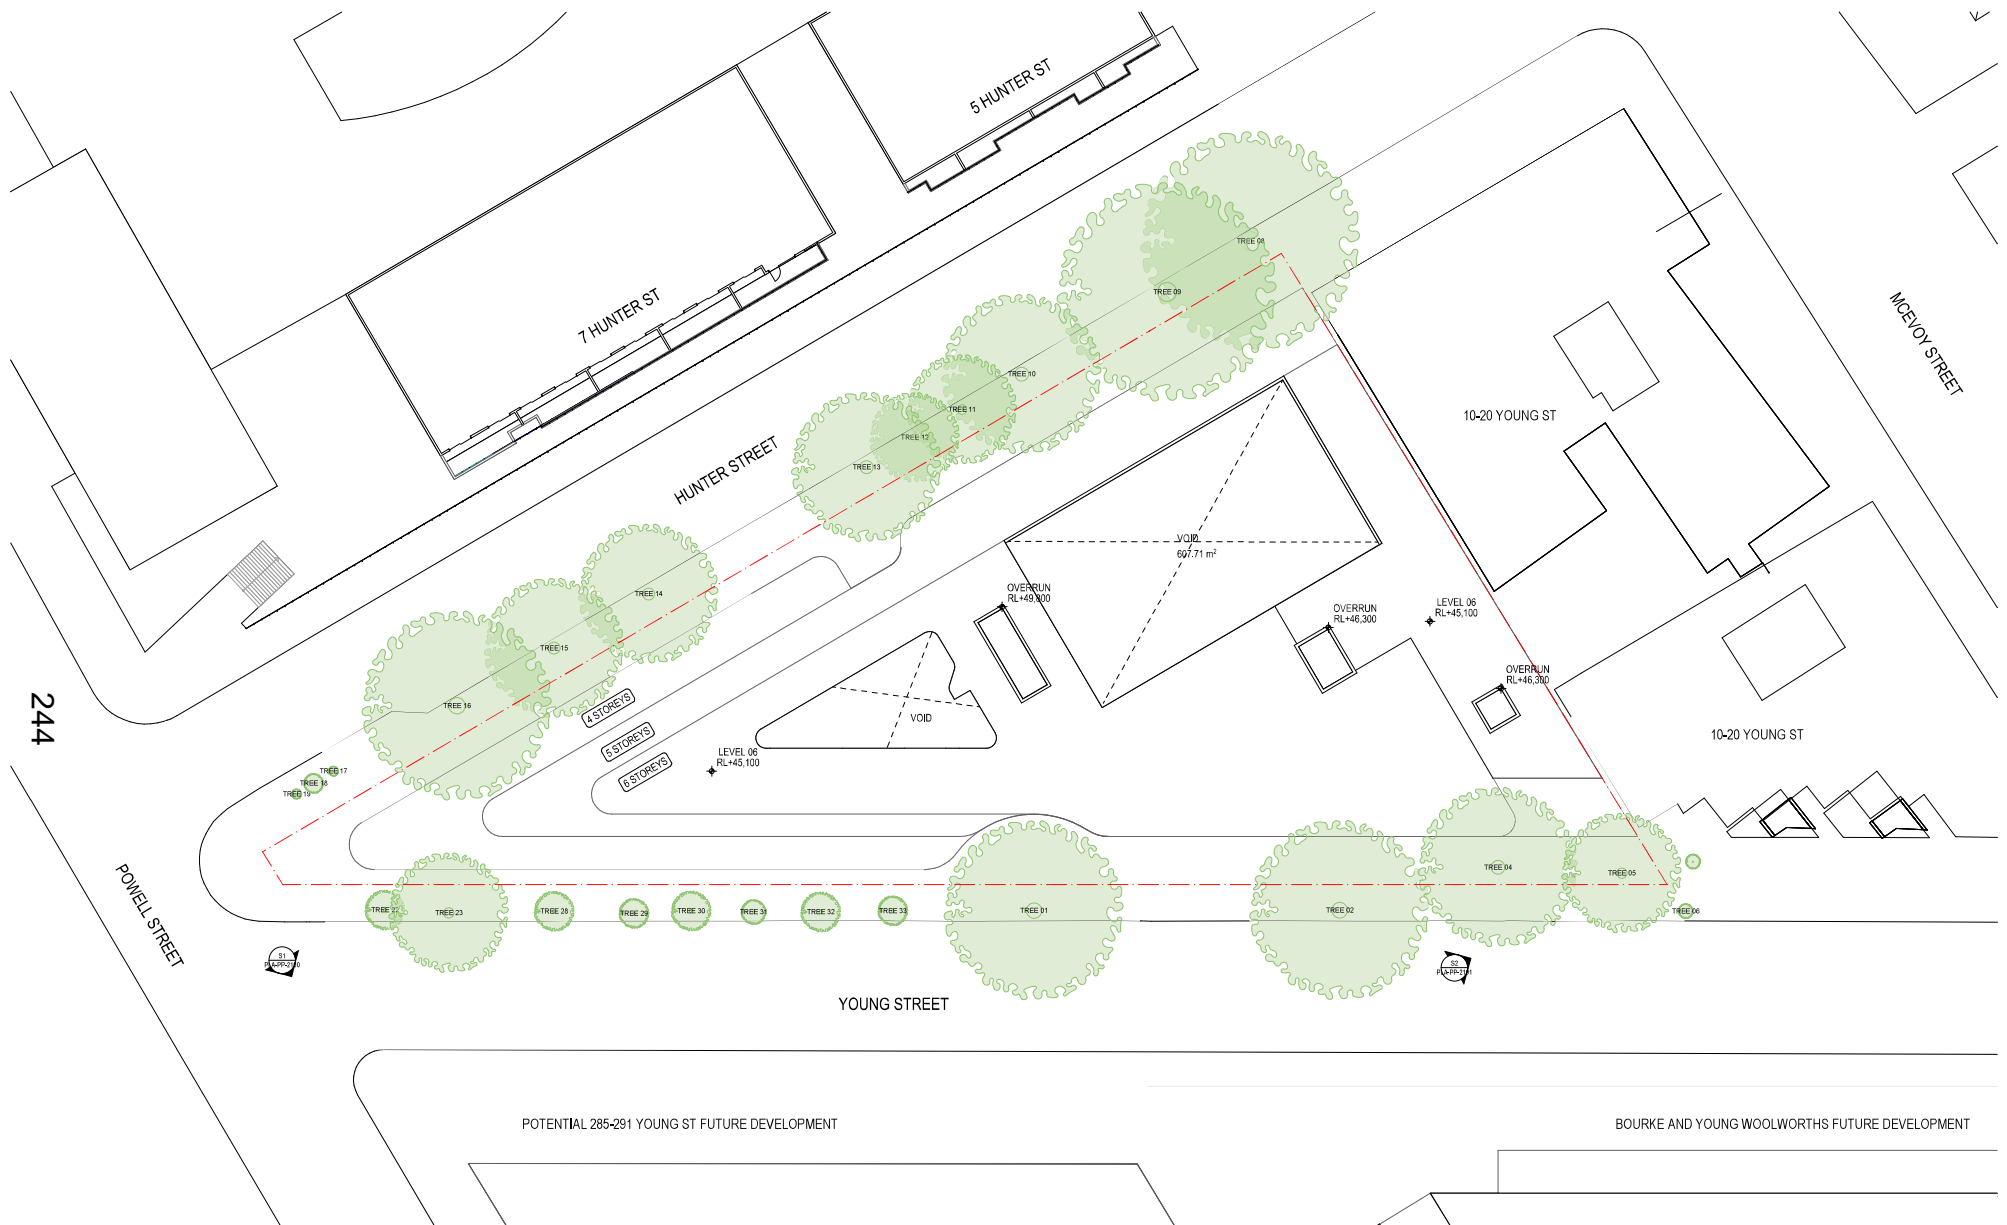 5 HUNTER ST
7 HUNTER ST
HUNTER STREET
MCEVOY STREET
10-20 YOUNG ST
TREE 08
TREE 09
TREE 10
TREE 11
TREE 12
TREE 13
TREE 14
TREE 15
TREE 16
TREE 17
TREE 18
TREE 19
VOID
607.71 m²
OVERRUN
RL+49,800
OVERRUN
RL+46,300
LEVEL 06
RL+45,100
OVERRUN
RL+46,300
4 STOREYS
5 STOREYS
6 STOREYS
VOID
LEVEL 06
RL+45,100
10-20 YOUNG ST
244
POWELL STREET
TREE 23
TREE 28
TREE 29
TREE 30
TREE 31
TREE 32
TREE 33
TREE 01
TREE 02
TREE 04
TREE 05
TREE 06
S1
S2
YOUNG STREET
POTENTIAL 285-291 YOUNG ST FUTURE DEVELOPMENT
BOURKE AND YOUNG WOOLWORTHS FUTURE DEVELOPMENT